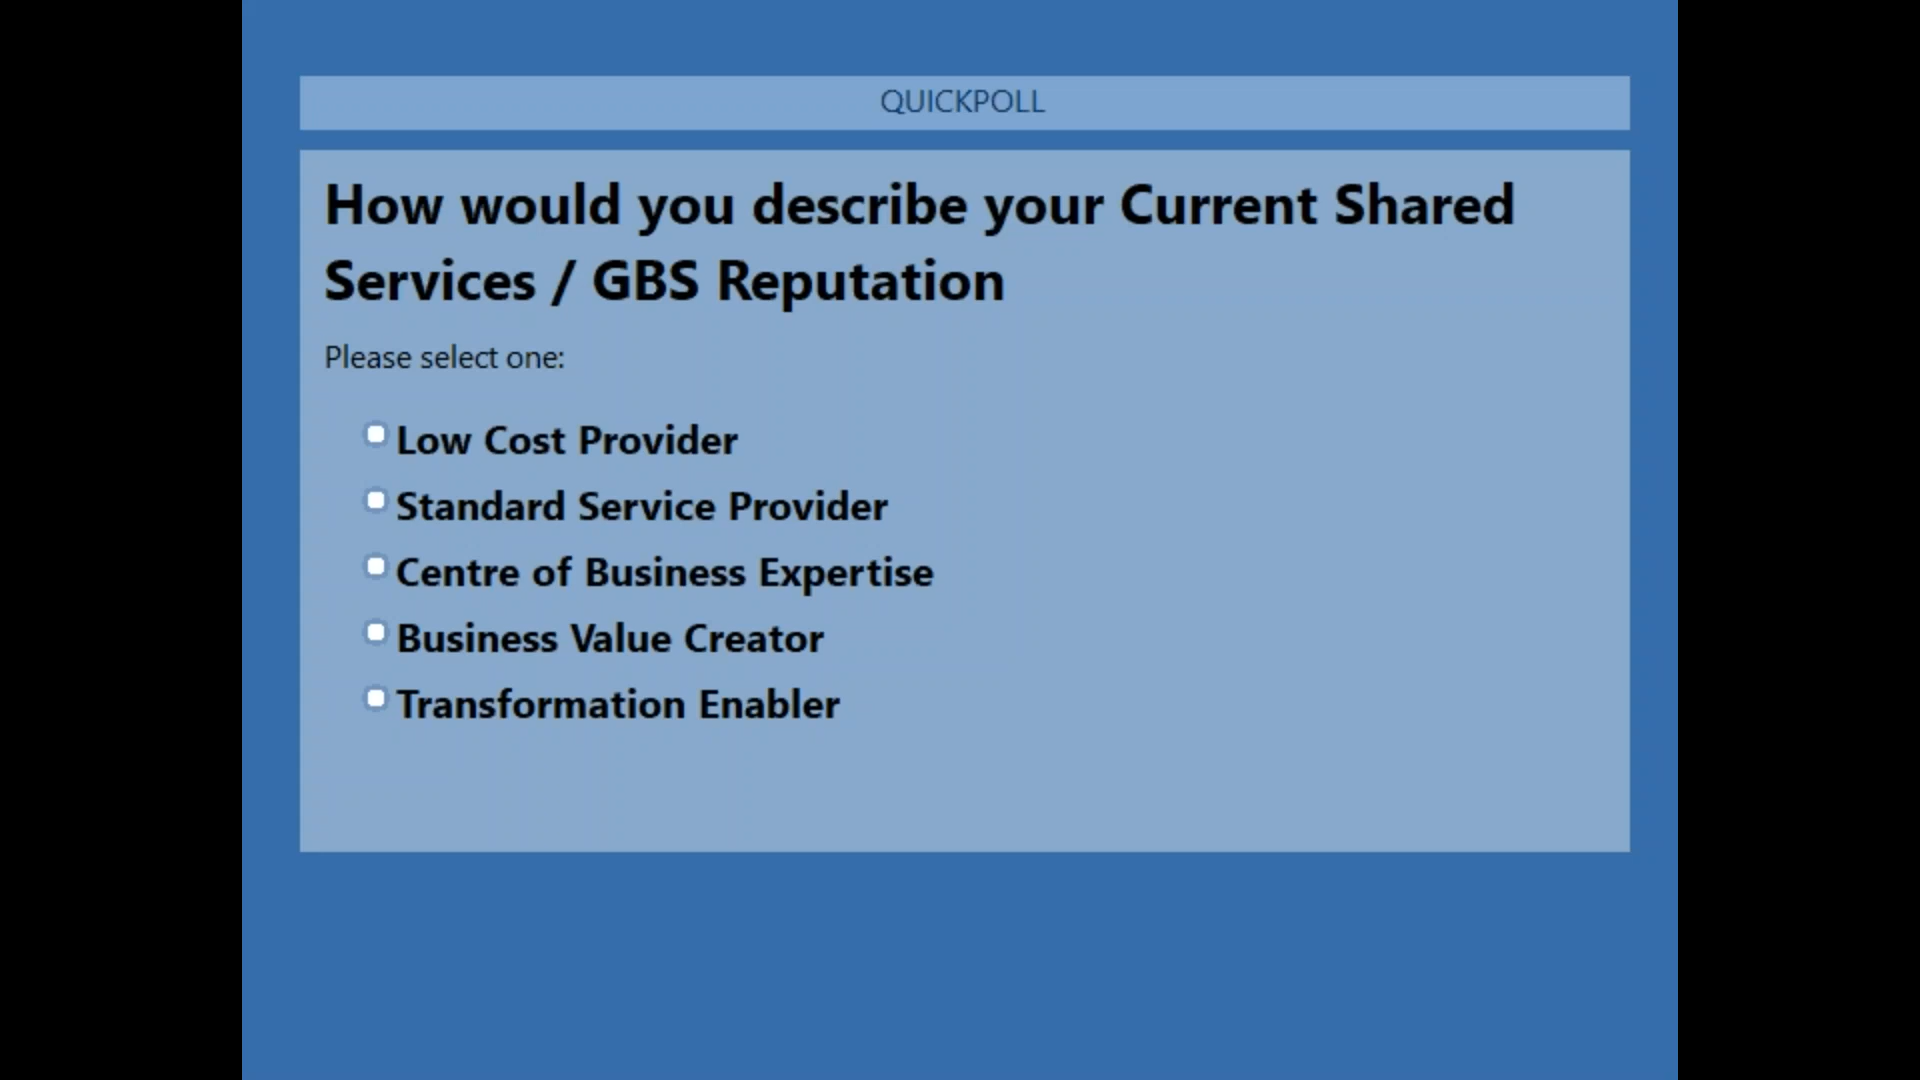 QUICKPOLL
How would you describe your Current Shared
Services / GBS Reputation
Please select one:
Low Cost Provider
Standard Service Provider
Centre of Business Expertise
Business Value Creator
Transformation Enabler